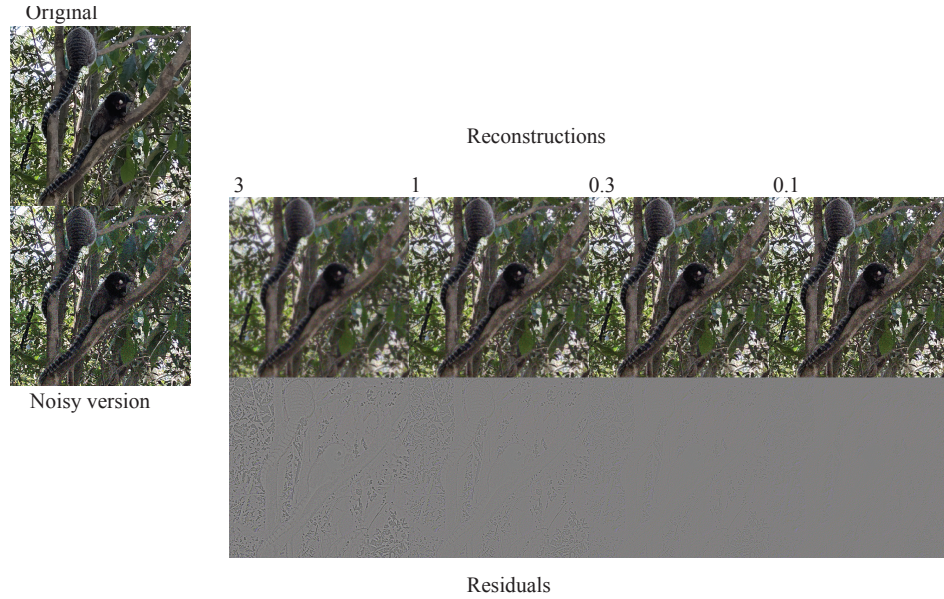 Original
Reconstructions
3 1 0.3 0.1
Noisy version
Residuals